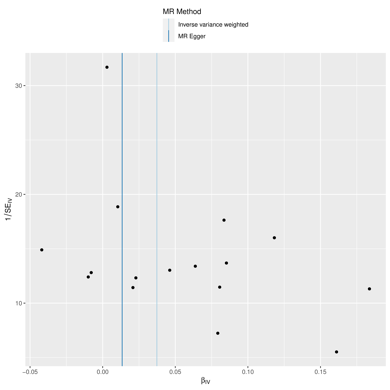 MR Method
Inverse variance weighted
MR Egger
30
20
10
1/SE_IV
−0.05 0.00 0.05 0.10 0.15
β_IV